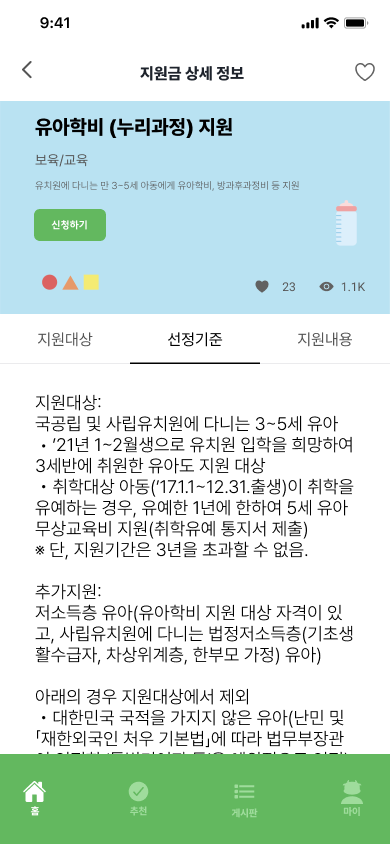 9:41
지원금 상세 정보
유아학비 (누리과정) 지원
보육/교육
유치원에 다니는 만 3~5세 아동에게 유아학비, 방과후과정비 등 지원
신청하기
23 1.1K
지원대상 선정기준 지원내용
지원대상:
국공립 및 사립유치원에 다니는 3~5세 유아
・’21년 1~2월생으로 유치원 입학을 희망하여
3세반에 취원한 유아도 지원 대상
・취학대상 아동(‘17.1.1~12.31.출생)이 취학을
유예하는 경우, 유예한 1년에 한하여 5세 유아
무상교육비 지원(취학유예 통지서 제출)
※ 단, 지원기간은 3년을 초과할 수 없음.
추가지원:
저소득층 유아(유아학비 지원 대상 자격이 있
고, 사립유치원에 다니는 법정저소득층(기초생
활수급자, 차상위계층, 한부모 가정) 유아)
아래의 경우 지원대상에서 제외
・대한민국 국적을 가지지 않은 유아(난민 및
｢재한외국인 처우 기본법｣에 따라 법무부장관
홈 추천 게시판 마이